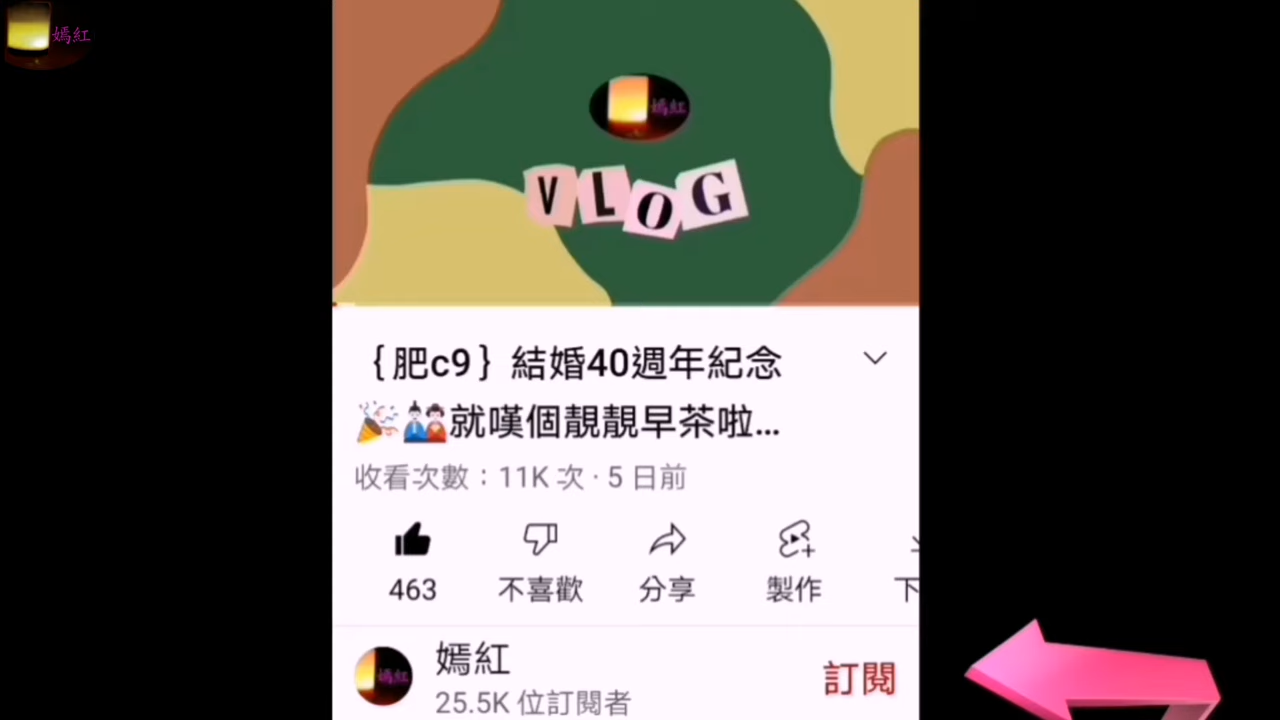 嫣紅
嫣紅
VLOG
｛肥c9｝結婚40週年紀念
🎉🎎就嘆個靚靚早茶啦...
收看次數：11K 次 · 5 日前
463 不喜歡 分享 製作 下
嫣紅
嫣紅
25.5K 位訂閱者
訂閱